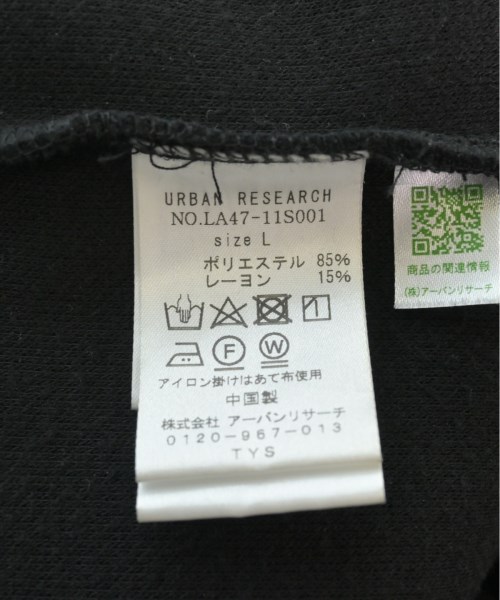 URBAN RESEARCH
NO.LA47-11S001
size L
ポリエステル 85%
レーヨン 15%
F W
アイロン掛けはあて布使用
中国製
株式会社 アーバンリサーチ
0120-967-013
TYS
商品の関連情報
(株)アーバンリサーチ